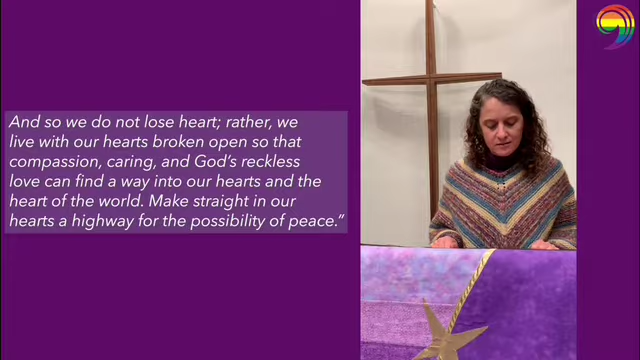 And so we do not lose heart; rather, we
live with our hearts broken open so that
compassion, caring, and God’s reckless
love can find a way into our hearts and the
heart of the world. Make straight in our
hearts a highway for the possibility of peace.”